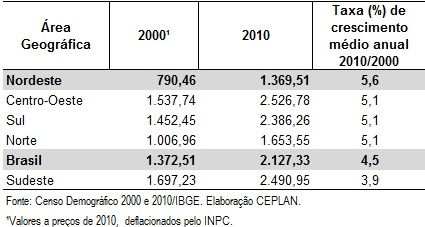 Área Geográfica 2000¹ 2010 Taxa (%) de crescimento médio anual 2010/2000
Nordeste 790,46 1.369,51 5,6
Centro-Oeste 1.537,74 2.526,78 5,1
Sul 1.452,45 2.386,26 5,1
Norte 1.006,96 1.653,55 5,1
Brasil 1.372,51 2.127,33 4,5
Sudeste 1.697,23 2.490,95 3,9
Fonte: Censo Demográfico 2000 e 2010/IBGE. Elaboração CEPLAN.
¹Valores a preços de 2010, deflacionados pelo INPC.